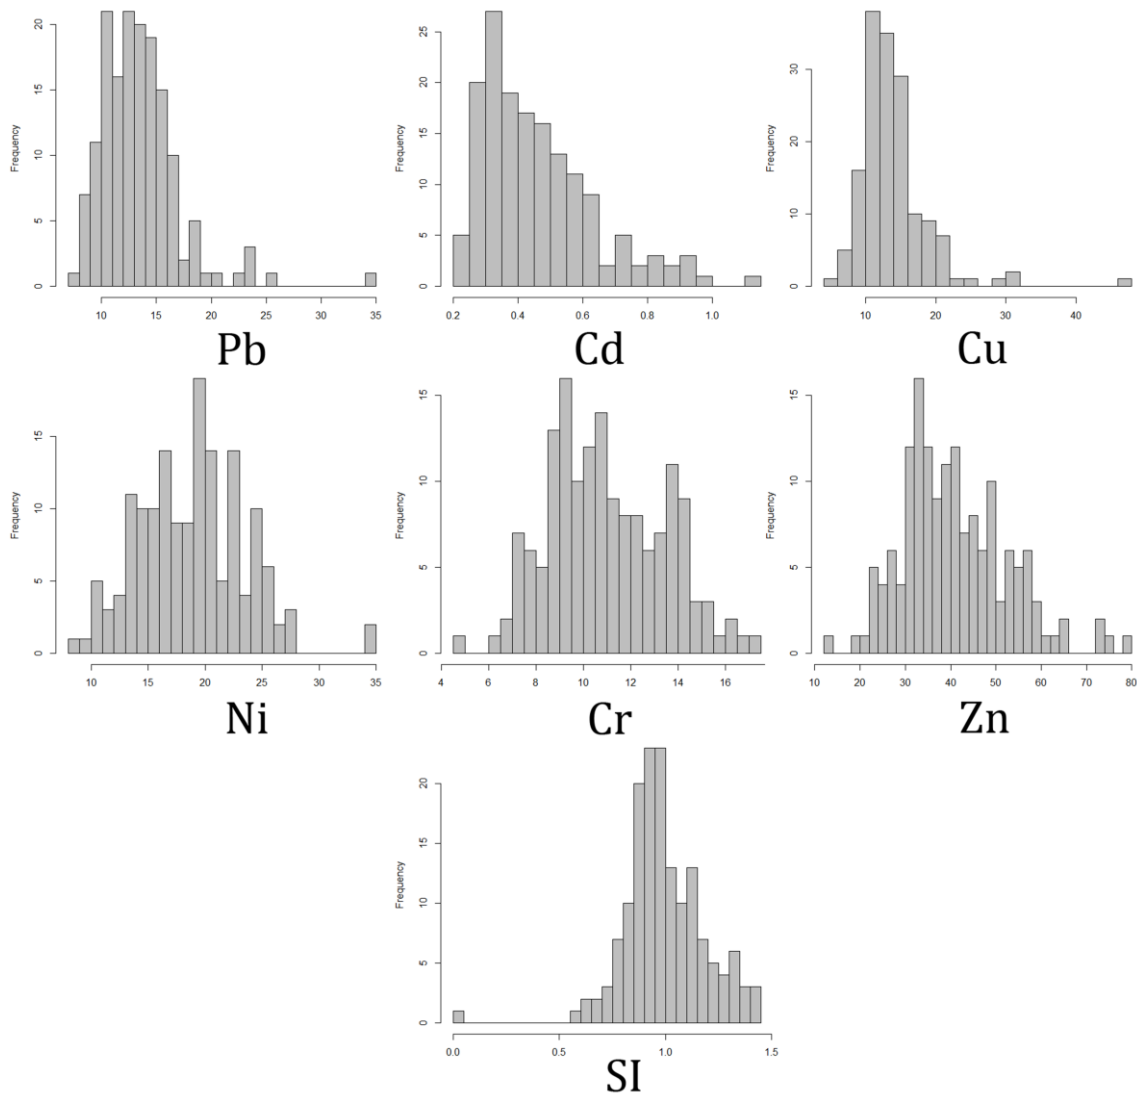 Frequency
0 5 10 15 20
10 15 20 25 30 35
Pb
Frequency
0 5 10 15 20 25
0.2 0.4 0.6 0.8 1.0
Cd
Frequency
0 10 20 30
10 20 30 40
Cu
Frequency
0 5 10 15
10 15 20 25 30 35
Ni
Frequency
0 5 10 15
4 6 8 10 12 14 16
Cr
Frequency
0 5 10 15
10 20 30 40 50 60 70 80
Zn
Frequency
0 5 10 15 20
0.0 0.5 1.0 1.5
SI